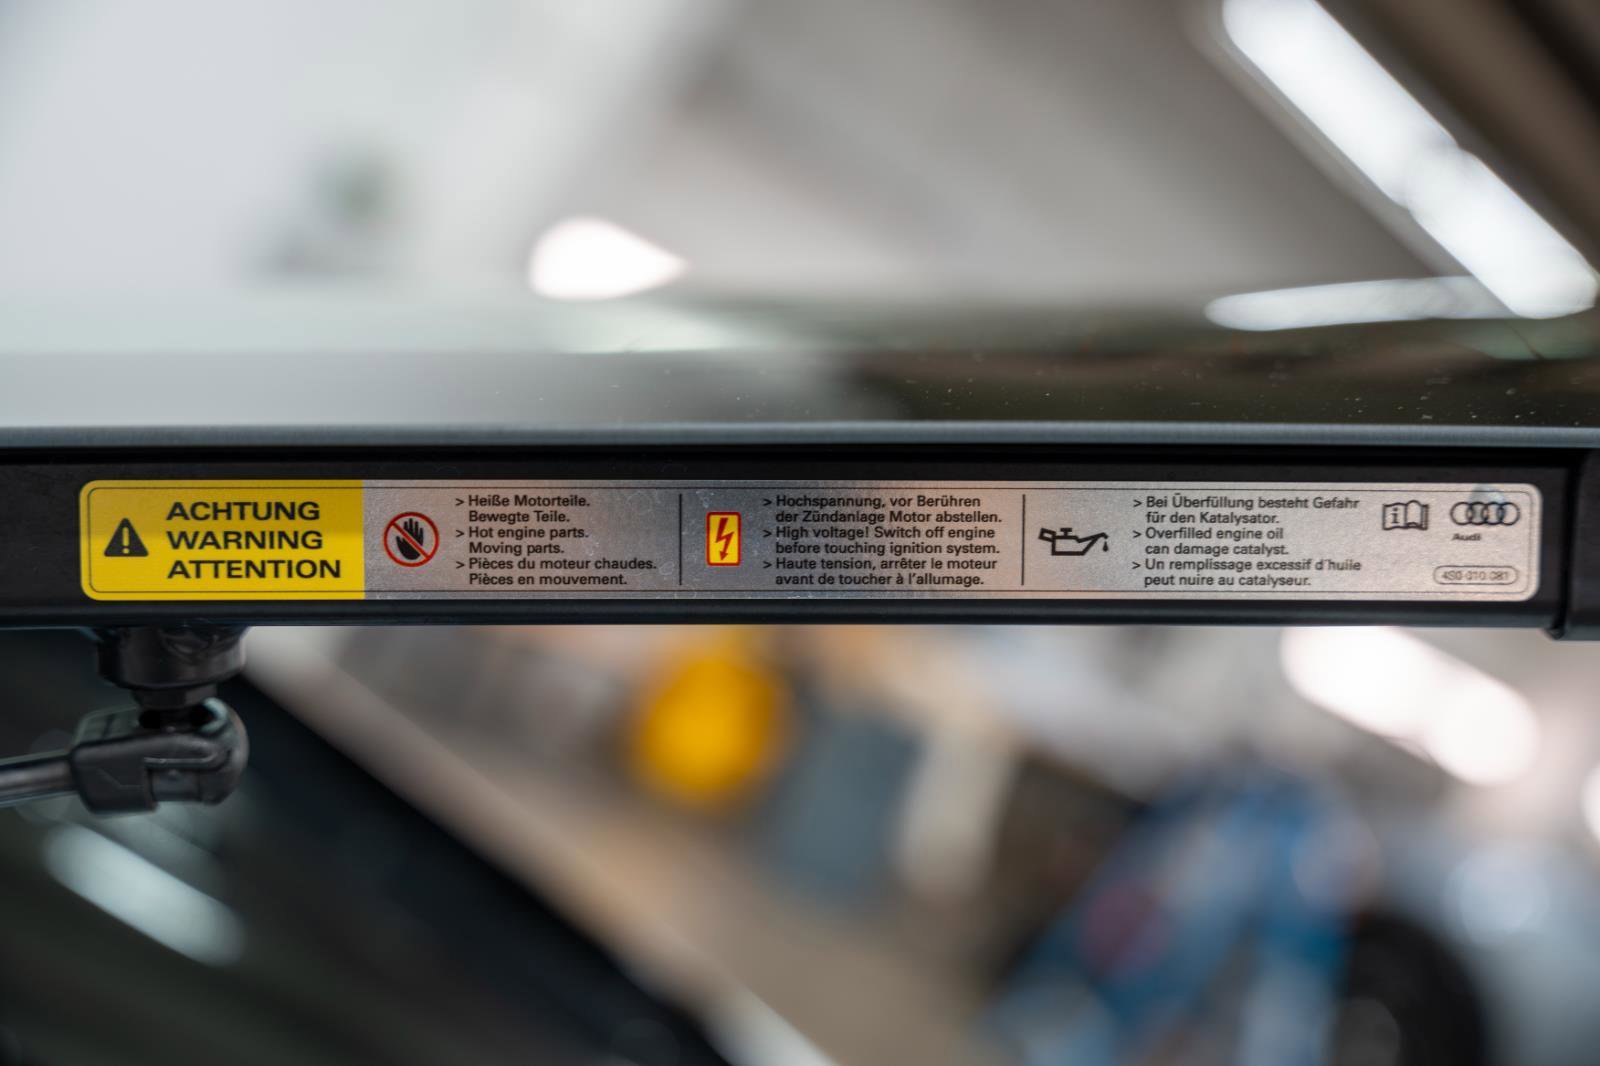 ACHTUNG
WARNING
ATTENTION
> Heiße Motorteile.
Bewegte Teile.
> Hot engine parts.
Moving parts.
> Pièces du moteur chaudes.
Pièces en mouvement.
> Hochspannung, vor Berühren
der Zündanlage Motor abstellen.
> High voltage! Switch off engine
before touching ignition system.
> Haute tension, arrêter le moteur
avant de toucher à l'allumage.
> Bei Überfüllung besteht Gefahr
für den Katalysator.
> Overfilled engine oil
can damage catalyst.
> Un remplissage excessif d'huile
peut nuire au catalyseur.
i
Audi
4S0 010 081